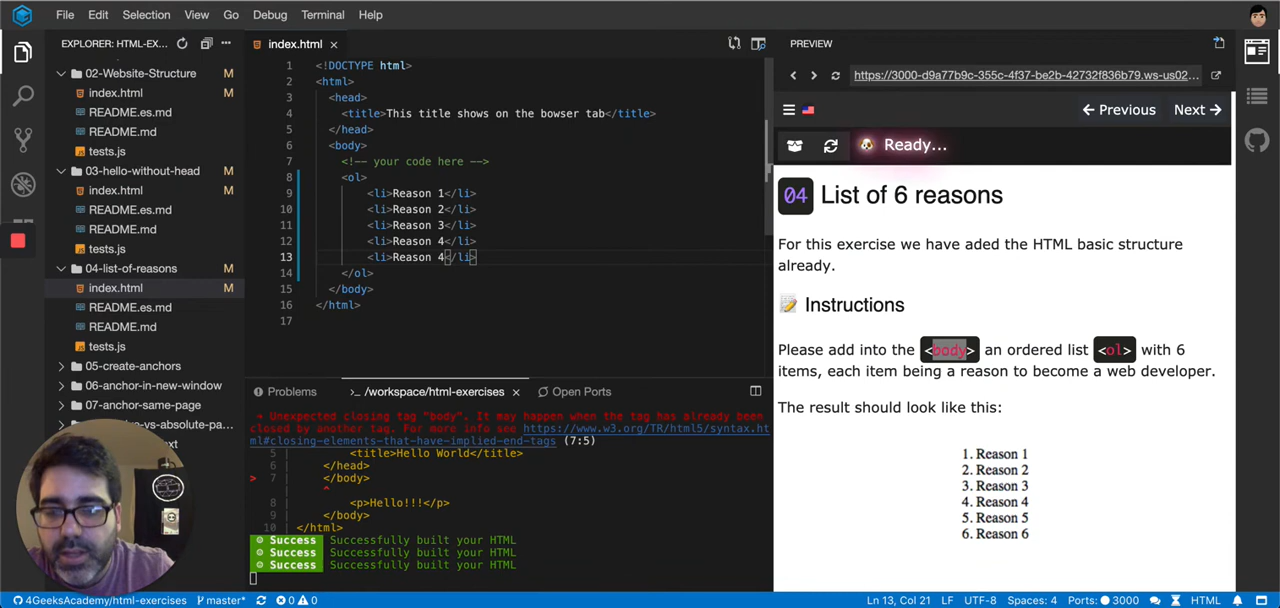 File Edit Selection View Go Debug Terminal Help
EXPLORER: HTML-EX...
02-Website-Structure M
index.html M
README.es.md
README.md
tests.js
03-hello-without-head M
index.html M
README.es.md
README.md
tests.js
04-list-of-reasons M
index.html M
README.es.md
README.md
tests.js
05-create-anchors
06-anchor-in-new-window
07-anchor-same-page
index.html
1 <!DOCTYPE html>
2 <html>
3 <head>
4 <title>This title shows on the bowser tab</title>
5 </head>
6 <body>
7 <!-- your code here -->
8 <ol>
9 <li>Reason 1</li>
10 <li>Reason 2</li>
11 <li>Reason 3</li>
12 <li>Reason 4</li>
13 <li>Reason 4</li>
14 </ol>
15 </body>
16 </html>
17
Problems >_ /workspace/html-exercises Open Ports
→ Unexpected closing tag "body". It may happen when the tag has already been
closed by another tag. For more info see https://www.w3.org/TR/html5/syntax.ht
ml#closing-elements-that-have-implied-end-tags (7:5)
5 | <title>Hello World</title>
6 | </head>
> 7 | </body>
| ^
8 | <p>Hello!!!</p>
9 | </body>
10 | </html>
Success Successfully built your HTML
Success Successfully built your HTML
Success Successfully built your HTML
PREVIEW
https://3000-d9a77b9c-355c-4f37-be2b-42732f836b79.ws-us02...
← Previous Next →
Ready...
04 List of 6 reasons
For this exercise we have aded the HTML basic structure
already.
Instructions
Please add into the <body> an ordered list <ol> with 6
items, each item being a reason to become a web developer.
The result should look like this:
1. Reason 1
2. Reason 2
3. Reason 3
4. Reason 4
5. Reason 5
6. Reason 6
4GeeksAcademy/html-exercises master* 0 0 Ln 13, Col 21 LF UTF-8 Spaces: 4 Ports: 3000 HTML